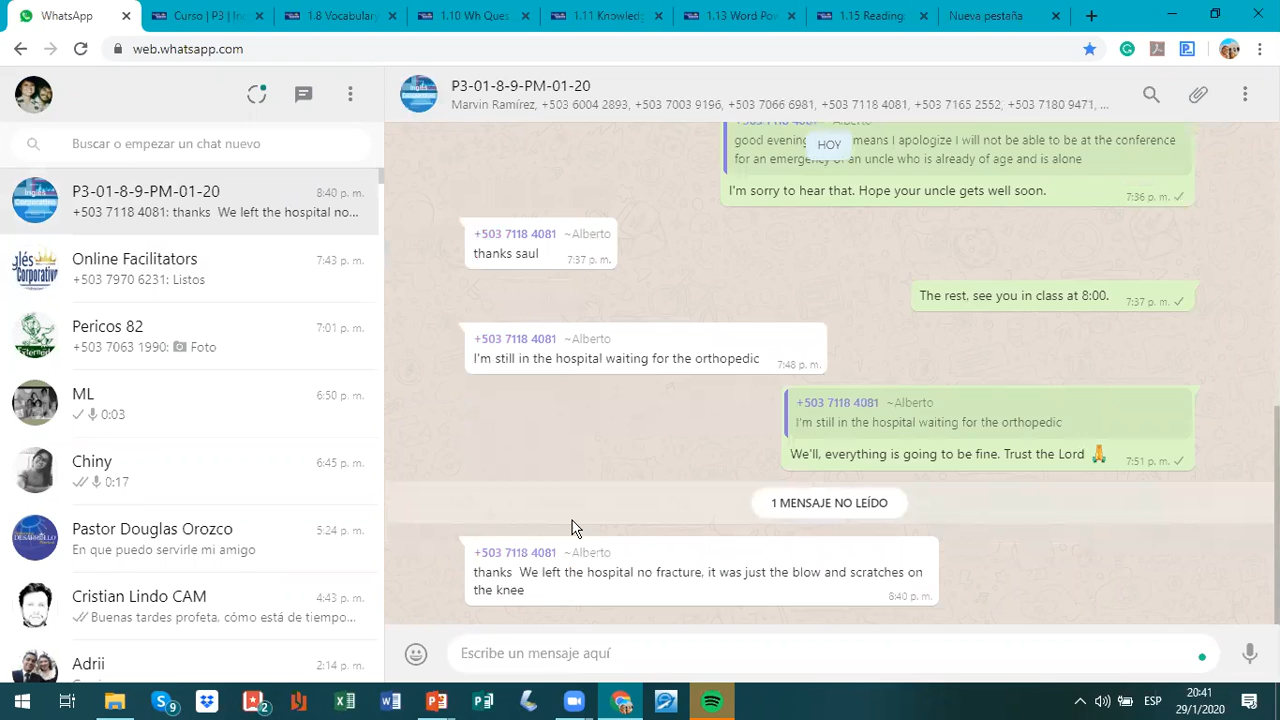 WhatsApp
Curso | P3 | Inc
1.8 Vocabulary
1.10 Wh Ques
1.11 Knowledg
1.13 Word Pow
1.15 Reading:
Nueva pestaña
web.whatsapp.com
P3-01-8-9-PM-01-20
Marvin Ramírez, +503 6004 2893, 9196, +503 7066 6981, +503 7118 4081, +503 7165 2552, +503 7180 9471, ...
Buscar o empezar un chat nuevo
P3-01-8-9-PM-01-20
8:40 p. m.
+503 7118 4081: thanks We left the hospital no...
Online Facilitators
7:43 p. m.
+503 7970 6231: Listos
Pericos 82
7:01 p. m.
+503 7063 1990: Foto
ML
6:50 p. m.
0:03
Chiny
6:45 p. m.
0:17
Pastor Douglas Orozco
5:24 p. m.
En que puedo servirle mi amigo
Cristian Lindo CAM
4:43 p. m.
Buenas tardes profeta, cómo está de tiempo...
Adrii
2:14 p. m.
~Alberto
HOY
good evening means I apologize I will not be able to be at the conference
for an emergency of an uncle who is already of age and is alone
I'm sorry to hear that. Hope your uncle gets well soon.
7:36 p. m.
+503 7118 4081 ~Alberto
thanks saul
7:37 p. m.
The rest, see you in class at 8:00.
7:37 p. m.
+503 7118 4081 ~Alberto
I'm still in the hospital waiting for the orthopedic
7:48 p. m.
+503 7118 4081 ~Alberto
I'm still in the hospital waiting for the orthopedic
We'll, everything is going to be fine. Trust the Lord 🙏
7:51 p. m.
1 MENSAJE NO LEÍDO
+503 7118 4081 ~Alberto
thanks We left the hospital no fracture, it was just the blow and scratches on
the knee
8:40 p. m.
Escribe un mensaje aquí
9
2
ESP
20:41
29/1/2020